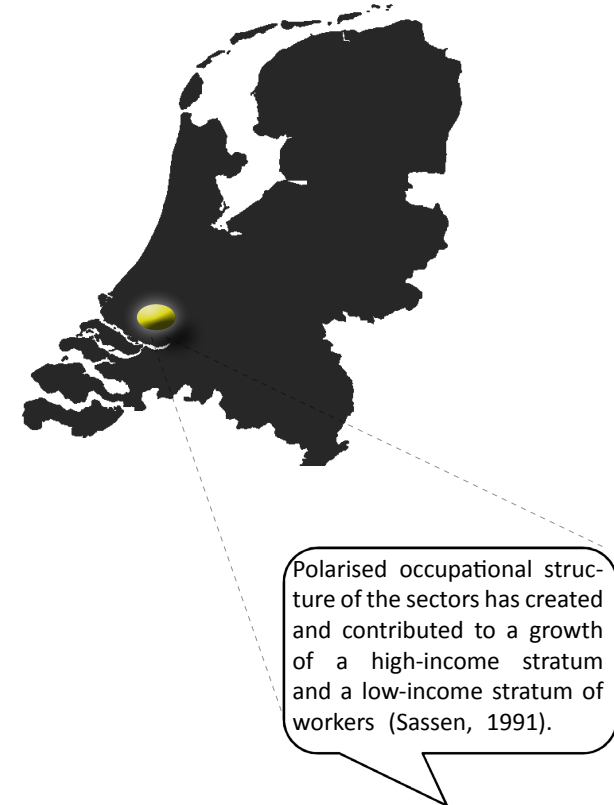 Polarised occupational struc-
ture of the sectors has created
and contributed to a growth
of a high-income stratum
and a low-income stratum of
workers (Sassen, 1991).